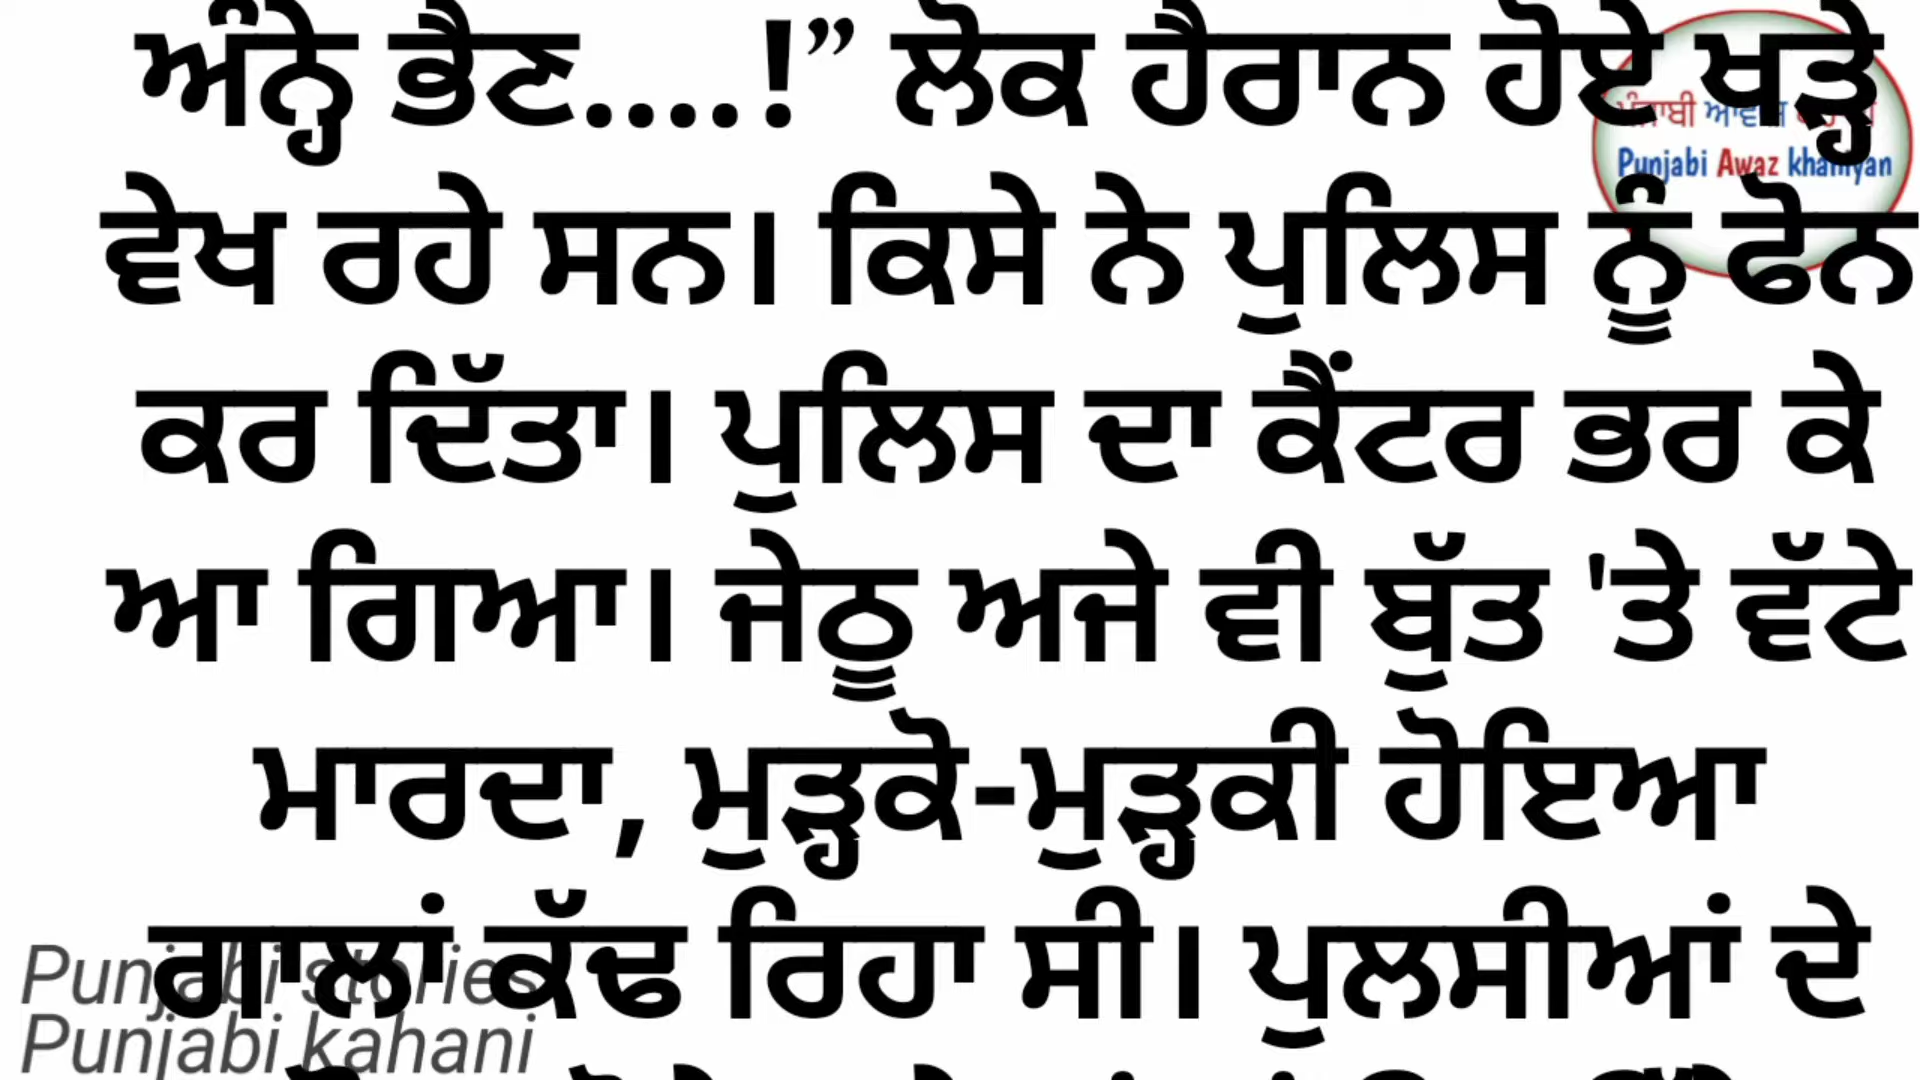 ਅੰਨ੍ਹੇ ਭੈਣ....!” ਲੋਕ ਹੈਰਾਨ ਹੋਏ ਖੜ੍ਹੇ
ਪੰਜਾਬੀ ਆਵਾਜ਼
Punjabi Awaz khaniyan
ਵੇਖ ਰਹੇ ਸਨ। ਕਿਸੇ ਨੇ ਪੁਲਿਸ ਨੂੰ ਫੋਨ
ਕਰ ਦਿੱਤਾ। ਪੁਲਿਸ ਦਾ ਕੈਂਟਰ ਭਰ ਕੇ
ਆ ਗਿਆ। ਜੇਠੂ ਅਜੇ ਵੀ ਬੁੱਤ 'ਤੇ ਵੱਟੇ
ਮਾਰਦਾ, ਮੁੜ੍ਹਕੋ-ਮੁੜ੍ਹਕੀ ਹੋਇਆ
ਗਾਲਾਂ ਕੱਢ ਰਿਹਾ ਸੀ। ਪੁਲਸੀਆਂ ਦੇ
Punjabi stories
Punjabi kahani